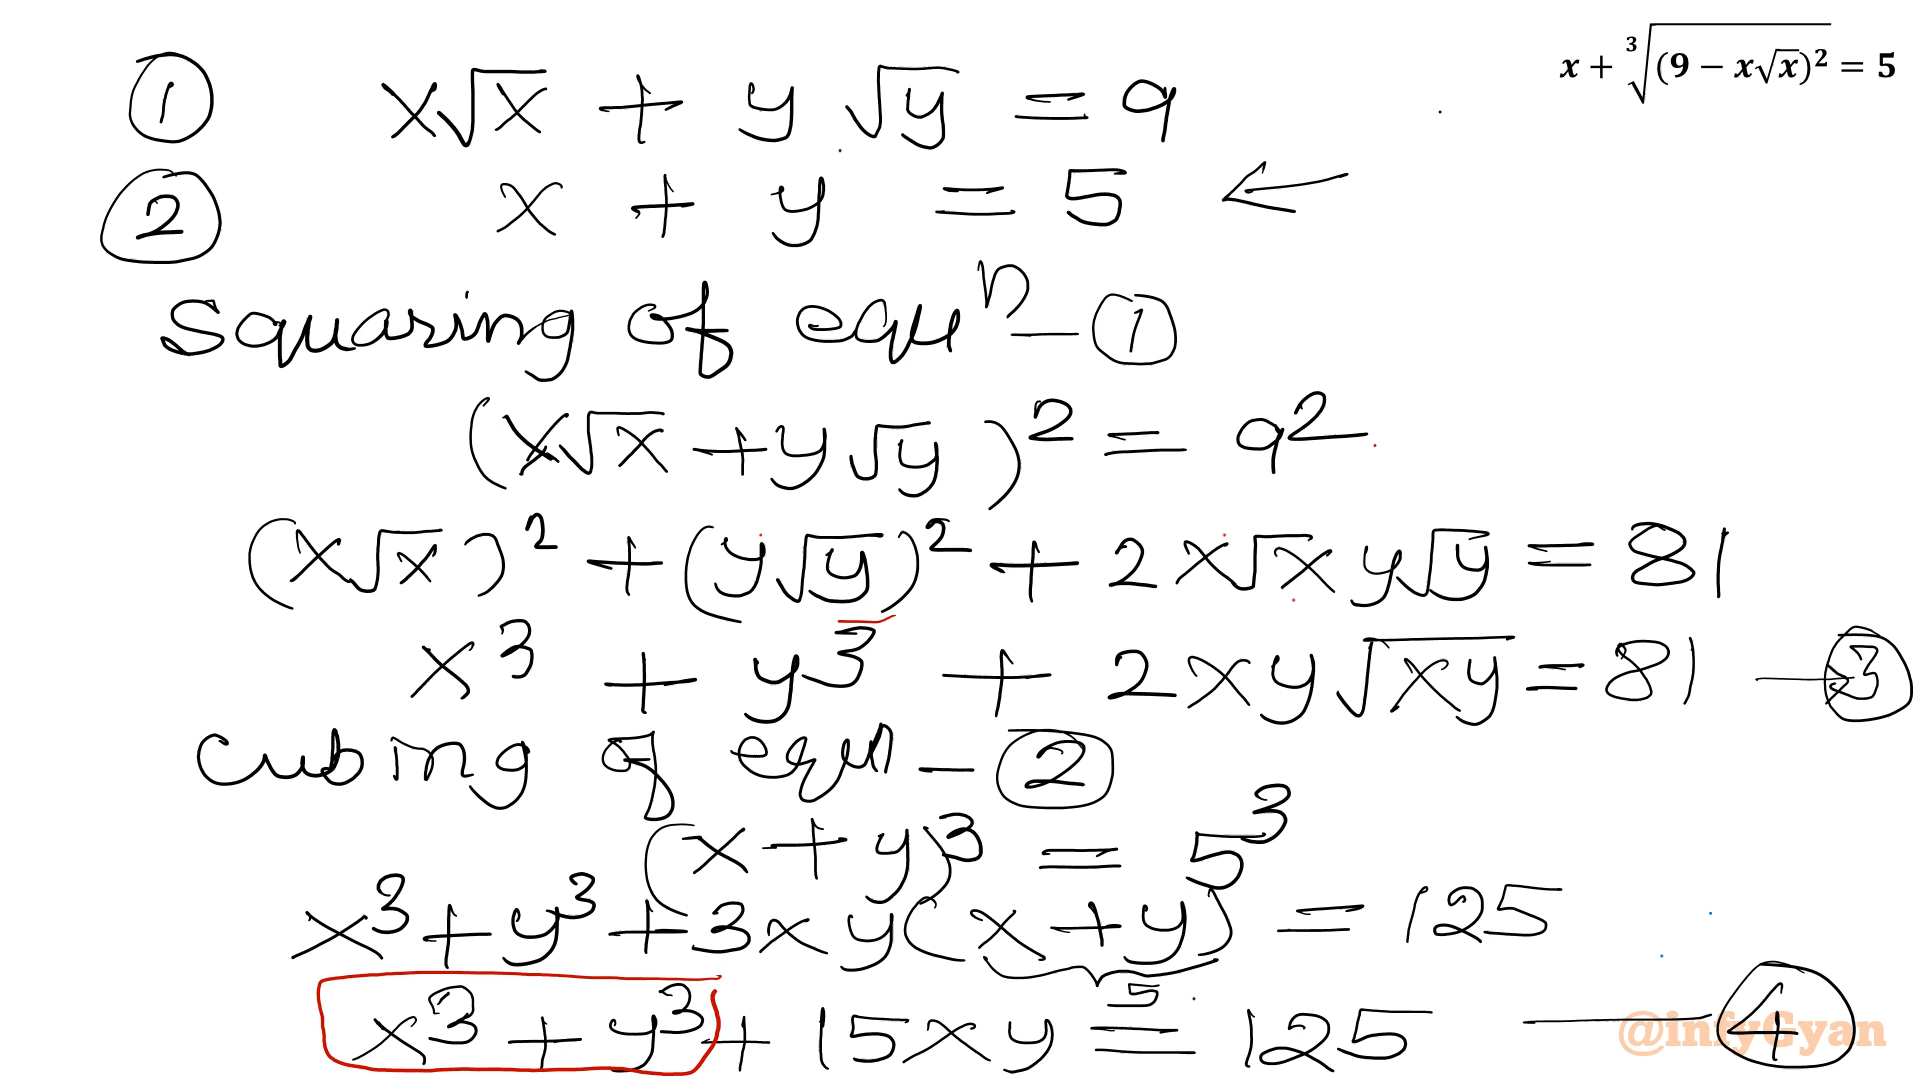 x + ∛(9 − x√x)² = 5
① x√x + y√y = 9
② x + y = 5 ←
Squaring of equⁿ — ①
(x√x + y√y)² = 9²
(x√x)² + (y√y)² + 2x√x y√y = 81
x³ + y³ + 2xy√xy = 81 — ③
cubing of equn — ②
(x + y)³ = 5³
x³ + y³ + 3xy(x + y) = 125
5
x³ + y³ + 15xy = 125 — ④
@infyGyan